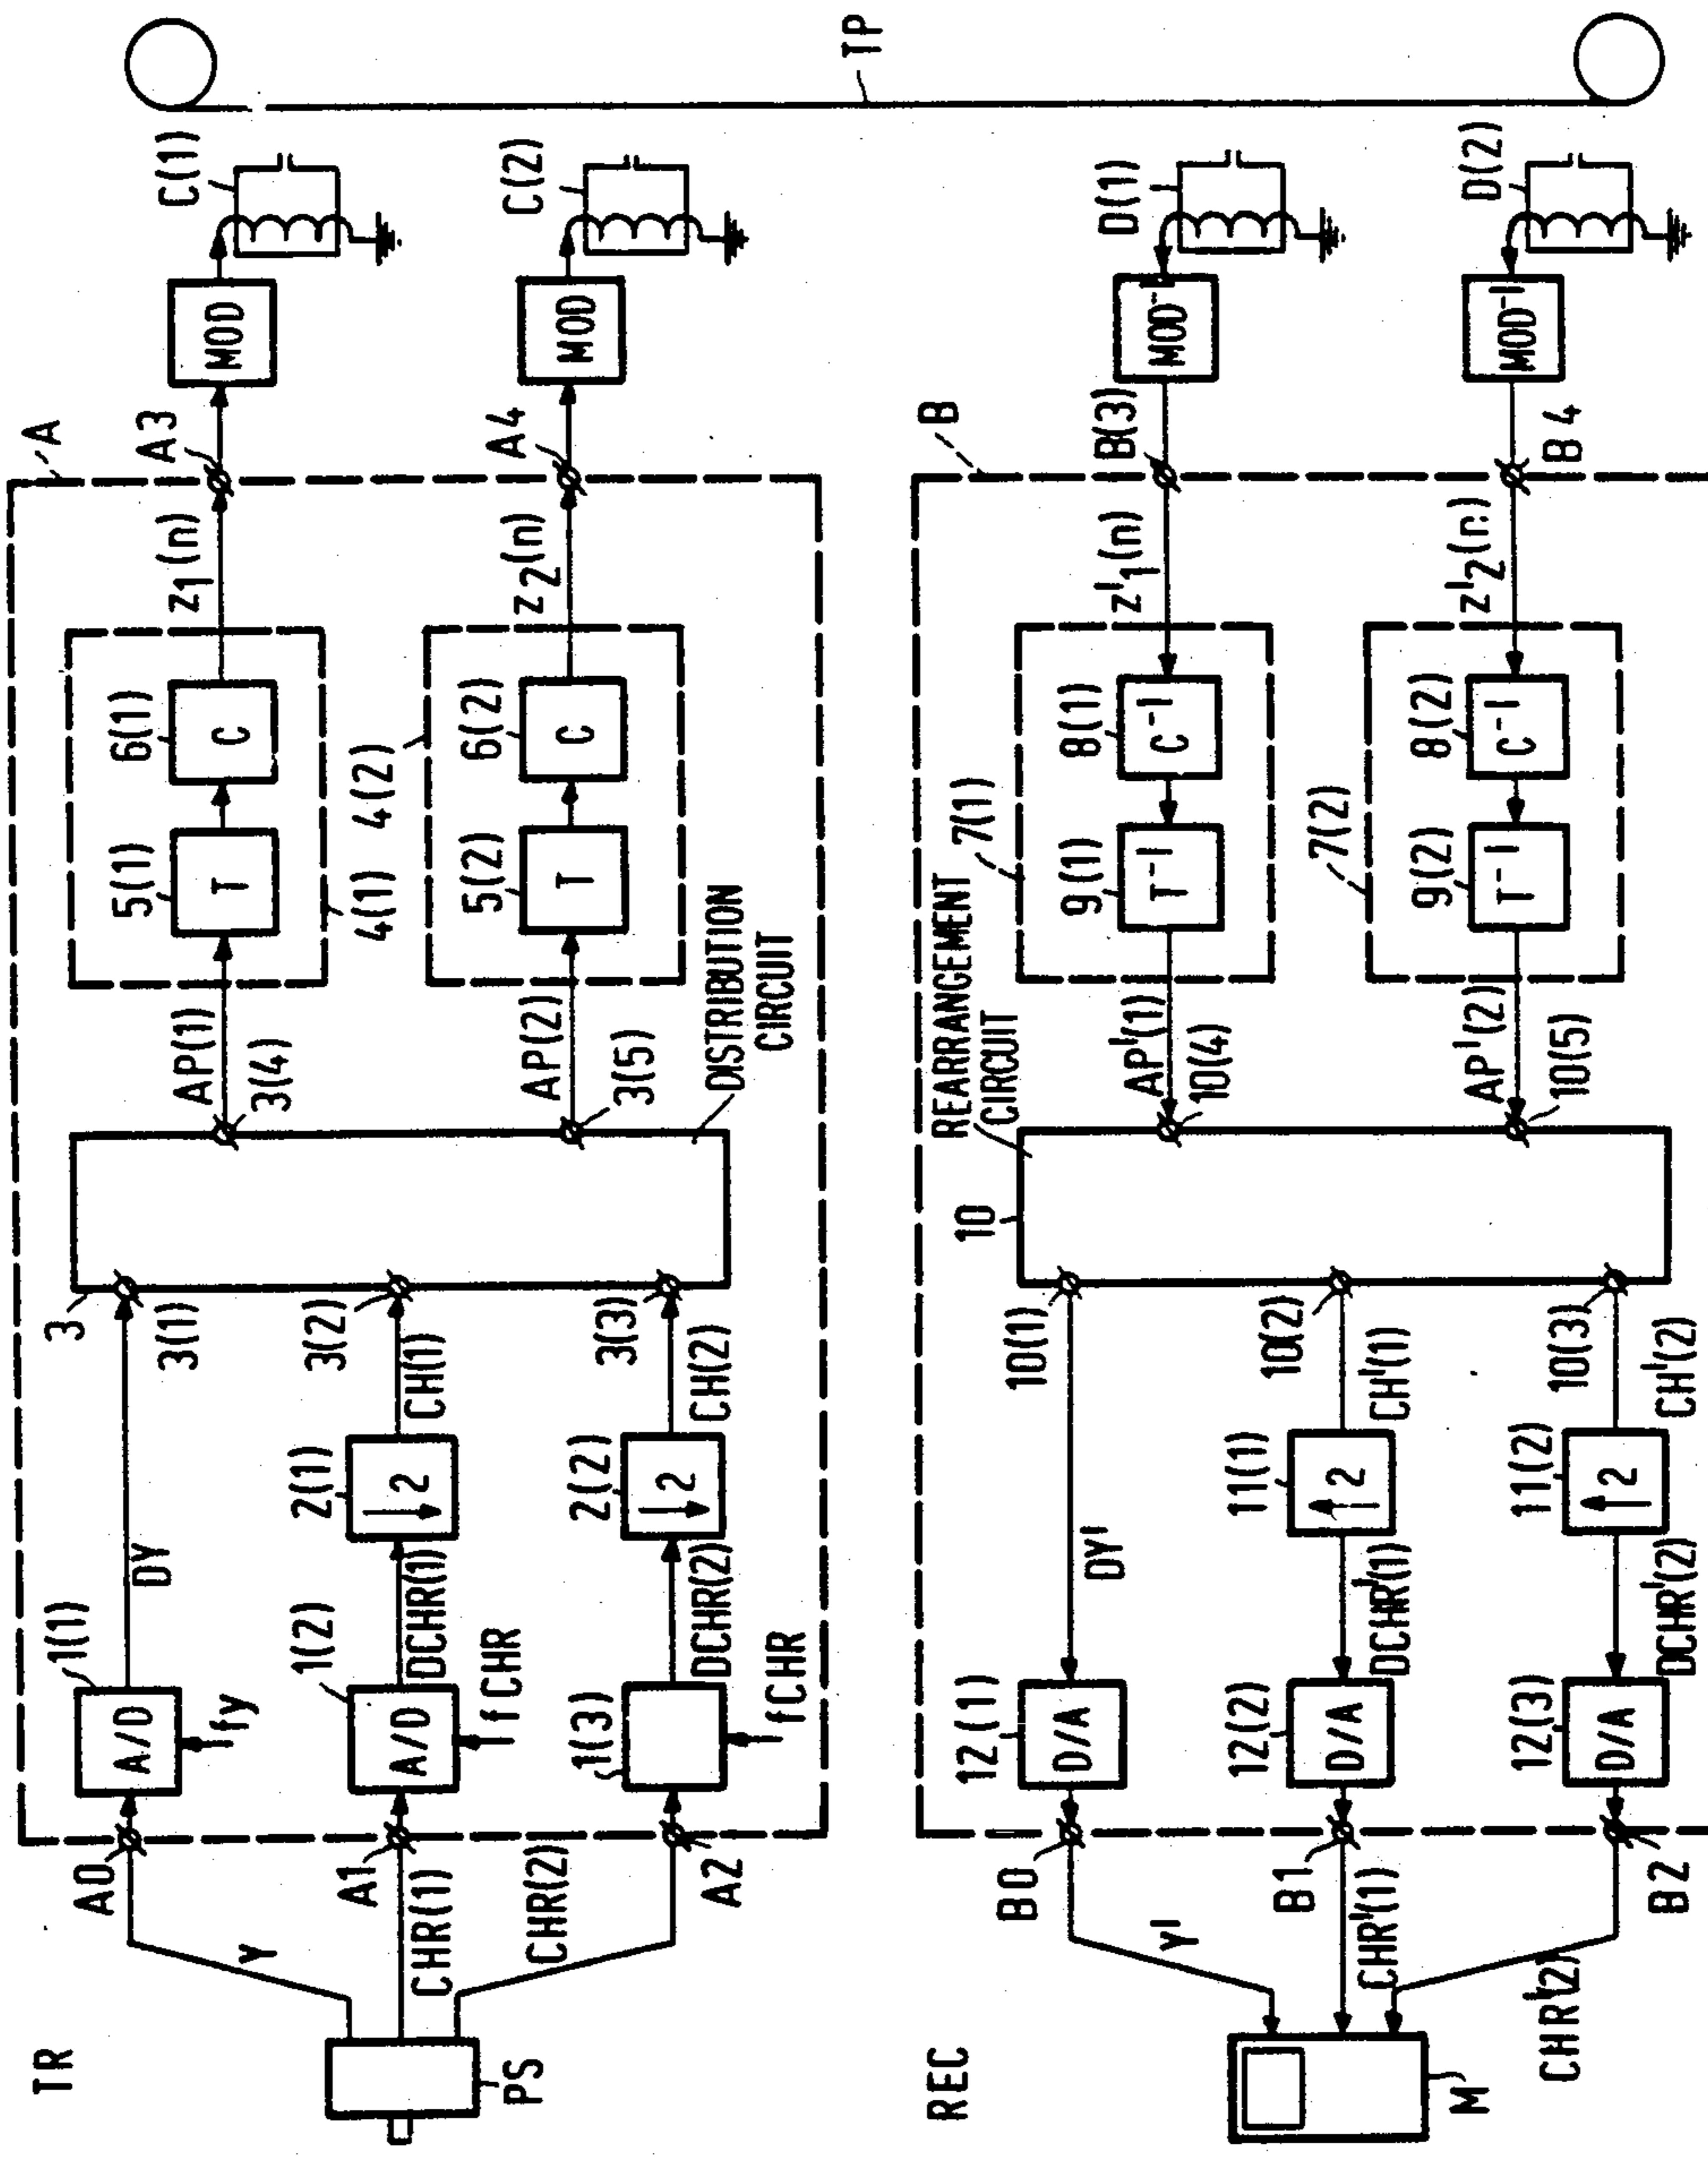 TR
PS
Y
CHR(1)
CHR(2)
A0
A1
A2
A/D
1(1)
fy
A/D
1(2)
fCHR
1(3)
fCHR
DY
DCHR(1)
DCHR(2)
2(1)
↓2
2(2)
↓2
CH(1)
CH(2)
3
3(1)
3(2)
3(3)
DISTRIBUTION
CIRCUIT
3(4)
3(5)
AP(1)
AP(2)
4(1)
4(2)
5(1)
T
6(1)
C
5(2)
T
6(2)
C
z1(n)
z2(n)
A
A3
A4
MOD
MOD
C(1)
C(2)
TP
REC
M
Y'
CHR'(1)
CHR'(2)
B0
B1
B2
12(1)
D/A
12(2)
D/A
12(3)
D/A
DY'
DCHR'(1)
DCHR'(2)
11(1)
↑2
11(2)
↑2
CH'(1)
CH'(2)
10(1)
10(2)
10(3)
10
REARRANGEMENT
CIRCUIT
10(4)
10(5)
AP'(1)
AP'(2)
7(1)
7(2)
9(1)
T-1
8(1)
C-1
9(2)
T-1
8(2)
C-1
z'1(n)
z'2(n)
B
B(3)
B4
MOD-1
MOD-1
D(1)
D(2)